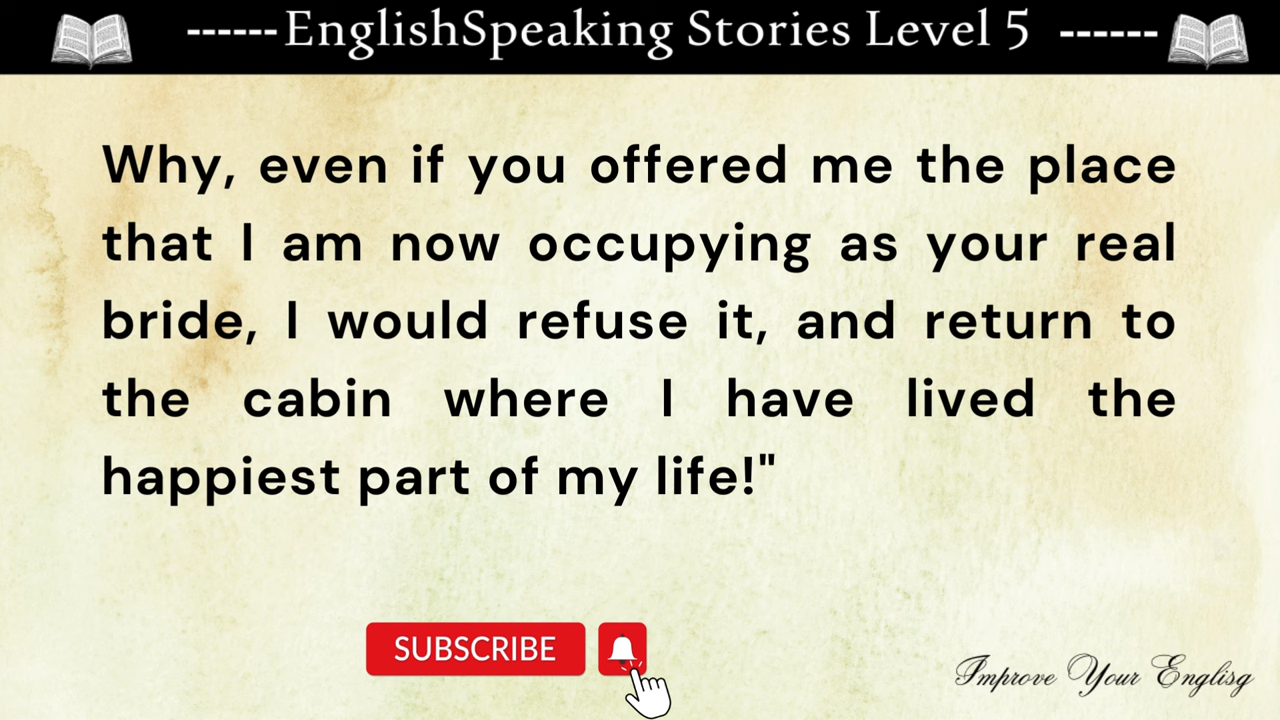 ------EnglishSpeaking Stories Level 5 ------
Why, even if you offered me the place
that I am now occupying as your real
bride, I would refuse it, and return to
the cabin where I have lived the
happiest part of my life!"
SUBSCRIBE
Improve Your Englisg